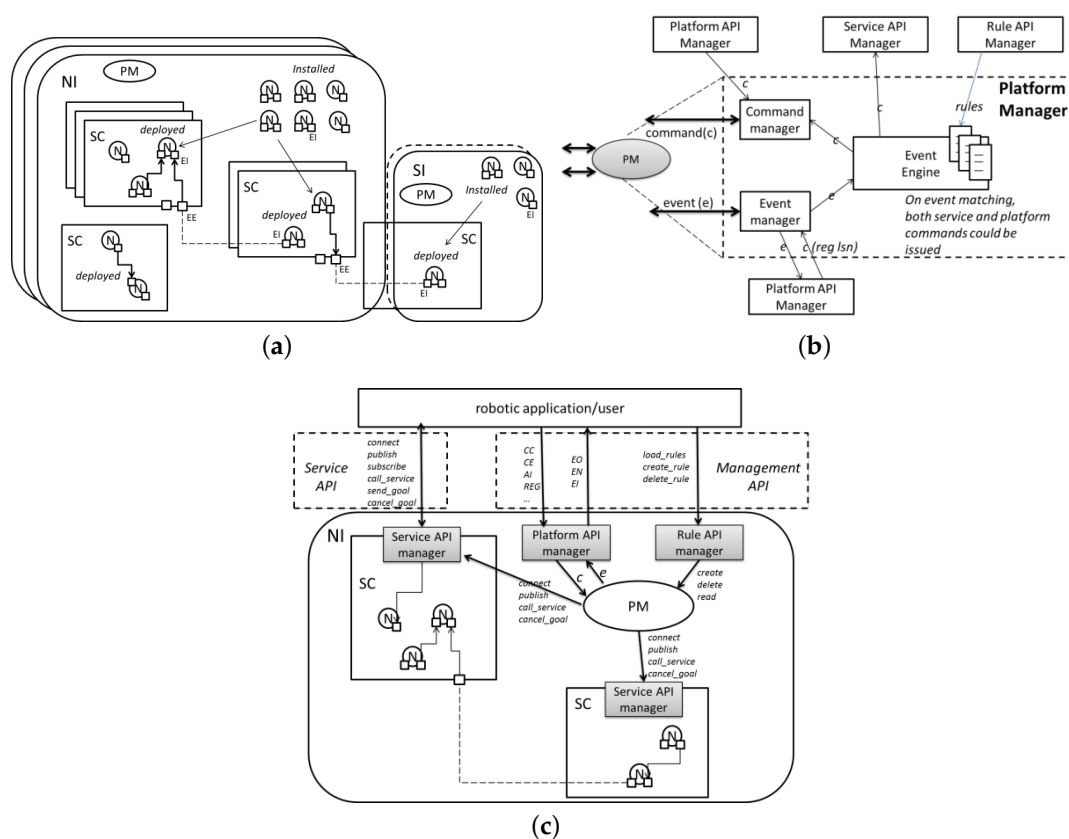 NI
PM
Installed
N
N
N
N
N
N
EI
SC
deployed
N
N
EI
N
EE
SC
deployed
N
EI
N
EE
SC
N
deployed
N
SI
PM
N
N
Installed
N
EI
SC
deployed
N
EI
(a)
Platform API
Manager
Service API
Manager
Rule API
Manager
Platform
Manager
c
c
rules
Command
manager
command(c)
c
PM
Event
Engine
event (e)
Event
manager
e
On event matching,
both service and platform
commands could be
issued
e
c (reg lsn)
Platform API
Manager
(b)
robotic application/user
Service
API
connect
publish
subscribe
call_service
send_goal
cancel_goal
CC
CE
AI
REG
...
EO
EN
EI
load_rules
create_rule
delete_rule
Management
API
NI
Service API
manager
Platform API
manager
Rule API
manager
SC
c
e
create
delete
read
connect
publish
call_service
cancel_goal
PM
N
N
N
connect
publish
call_service
cancel_goal
SC
Service API
manager
N
N
(c)